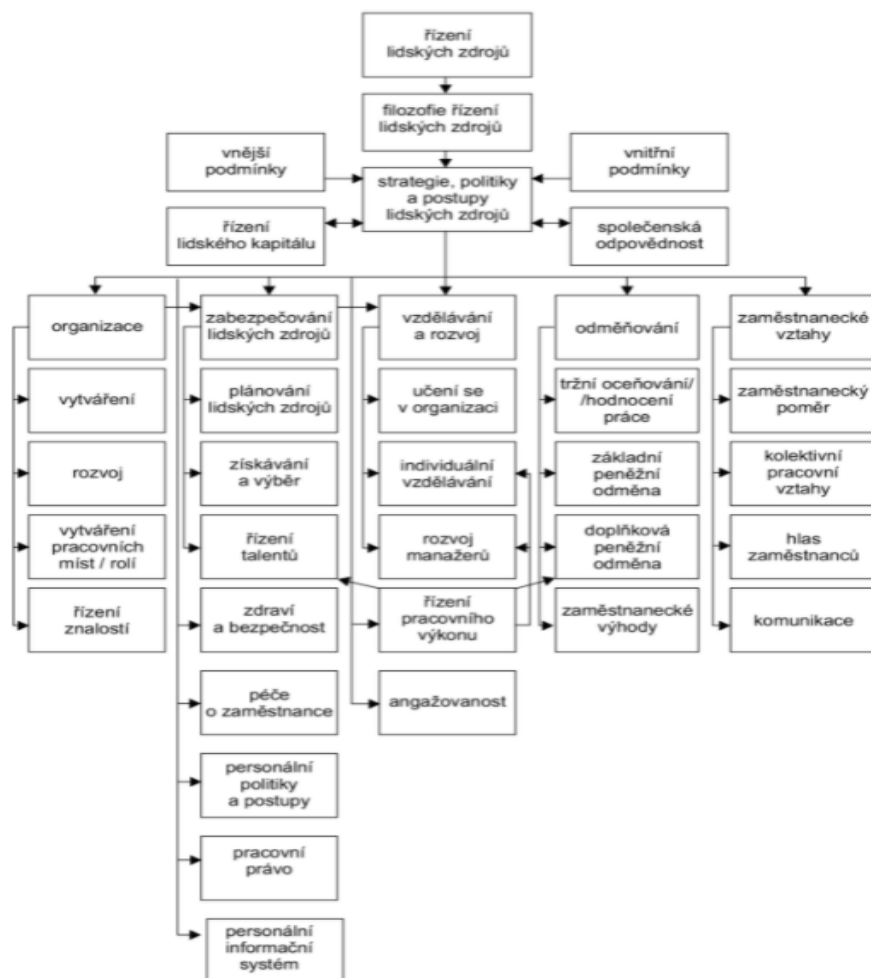 řízení
lidských zdrojů
filozofie řízení
lidských zdrojů
vnější
podmínky
vnitřní
podmínky
strategie, politiky
a postupy
lidských zdrojů
řízení
lidského kapitálu
společenská
odpovědnost
organizace
zabezpečování
lidských zdrojů
vzdělávání
a rozvoj
odměňování
zaměstnanecké
vztahy
vytváření
plánování
lidských zdrojů
učení se
v organizaci
tržní oceňování/
/hodnocení
práce
zaměstnanecký
poměr
rozvoj
získávání
a výběr
individuální
vzdělávání
základní
peněžní
odměna
kolektivní
pracovní
vztahy
vytváření
pracovních
míst / rolí
řízení
talentů
rozvoj
manažerů
doplňková
peněžní
odměna
hlas
zaměstnanců
řízení
znalostí
zdraví
a bezpečnost
řízení
pracovního
výkonu
zaměstnanecké
výhody
komunikace
péče
o zaměstnance
angažovanost
personální
politiky
a postupy
pracovní
právo
personální
informační
systém